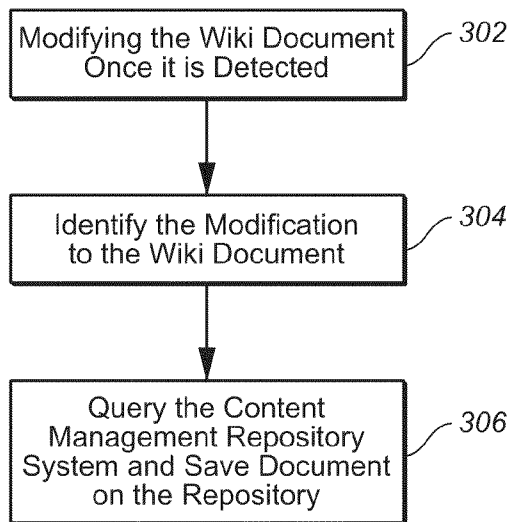 Modifying the Wiki Document
Once it is Detected
302
Identify the Modification
to the Wiki Document
304
Query the Content
Management Repository
System and Save Document
on the Repository
306